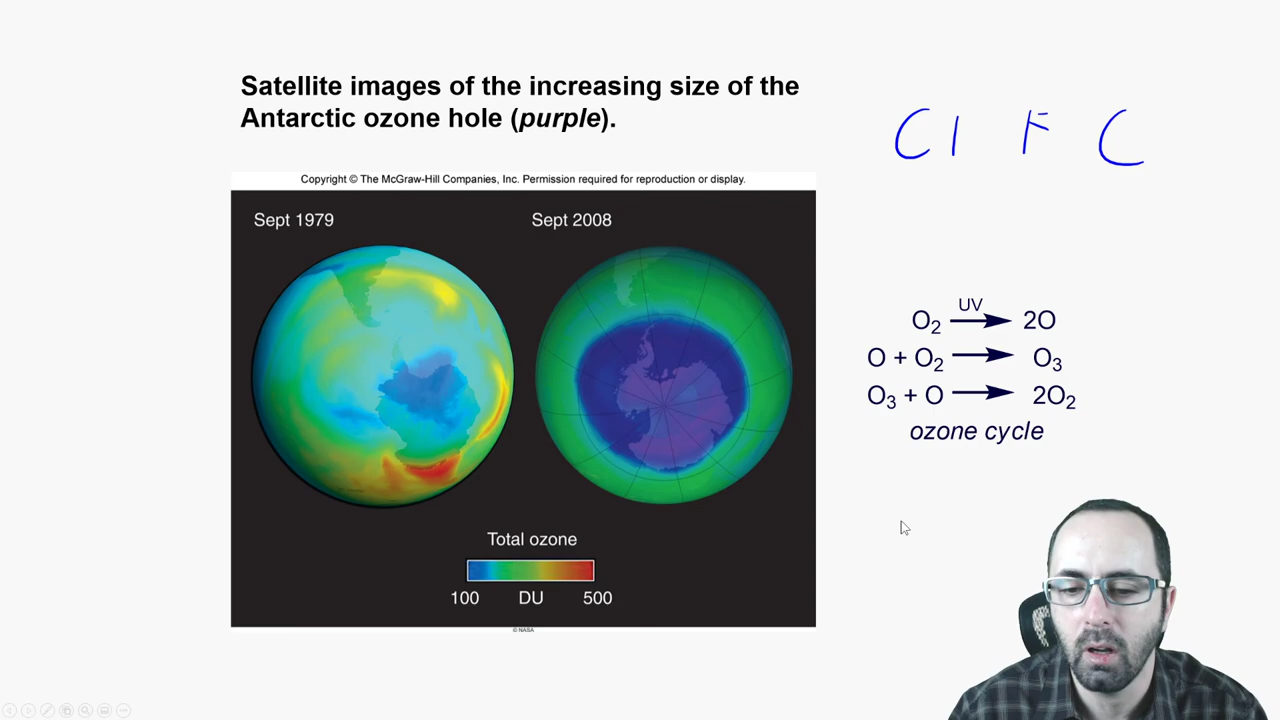 Satellite images of the increasing size of the
Antarctic ozone hole (purple).
Cl F C
Copyright © The McGraw-Hill Companies, Inc. Permission required for reproduction or display.
Sept 1979
Sept 2008
O₂ UV→ 2O
O + O₂ → O₃
O₃ + O → 2O₂
ozone cycle
Total ozone
100 DU 500
© NASA